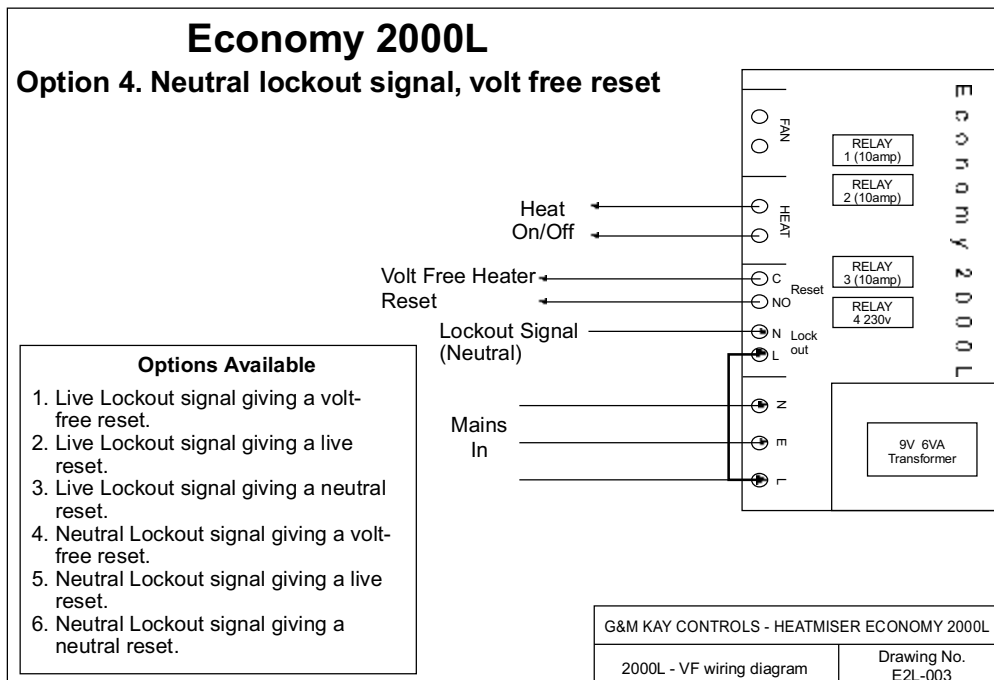 Economy 2000L
Option 4. Neutral lockout signal, volt free reset
FAN
HEAT
Heat
On/Off
Volt Free Heater
Reset
C
NO
Reset
Lockout Signal
(Neutral)
N
L
Lock
out
Mains
In
N
E
L
RELAY
1 (10amp)
RELAY
2 (10amp)
RELAY
3 (10amp)
RELAY
4 230v
9V 6VA
Transformer
Economy 2000L
Options Available
1. Live Lockout signal giving a volt-
free reset.
2. Live Lockout signal giving a live
reset.
3. Live Lockout signal giving a neutral
reset.
4. Neutral Lockout signal giving a volt-
free reset.
5. Neutral Lockout signal giving a live
reset.
6. Neutral Lockout signal giving a
neutral reset.
G&M KAY CONTROLS - HEATMISER ECONOMY 2000L
2000L - VF wiring diagram
Drawing No.
E2L-003